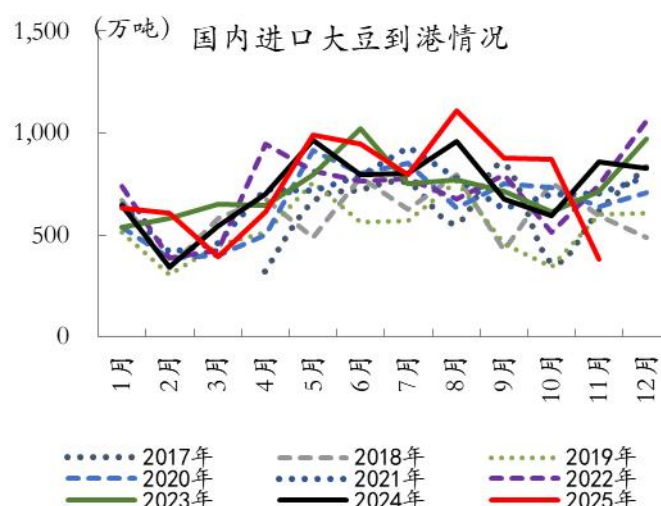 (万吨)
国内进口大豆到港情况
1,500
1,000
500
0
1月 2月 3月 4月 5月 6月 7月 8月 9月 10月 11月 12月
2017年 2018年 2019年
2020年 2021年 2022年
2023年 2024年 2025年